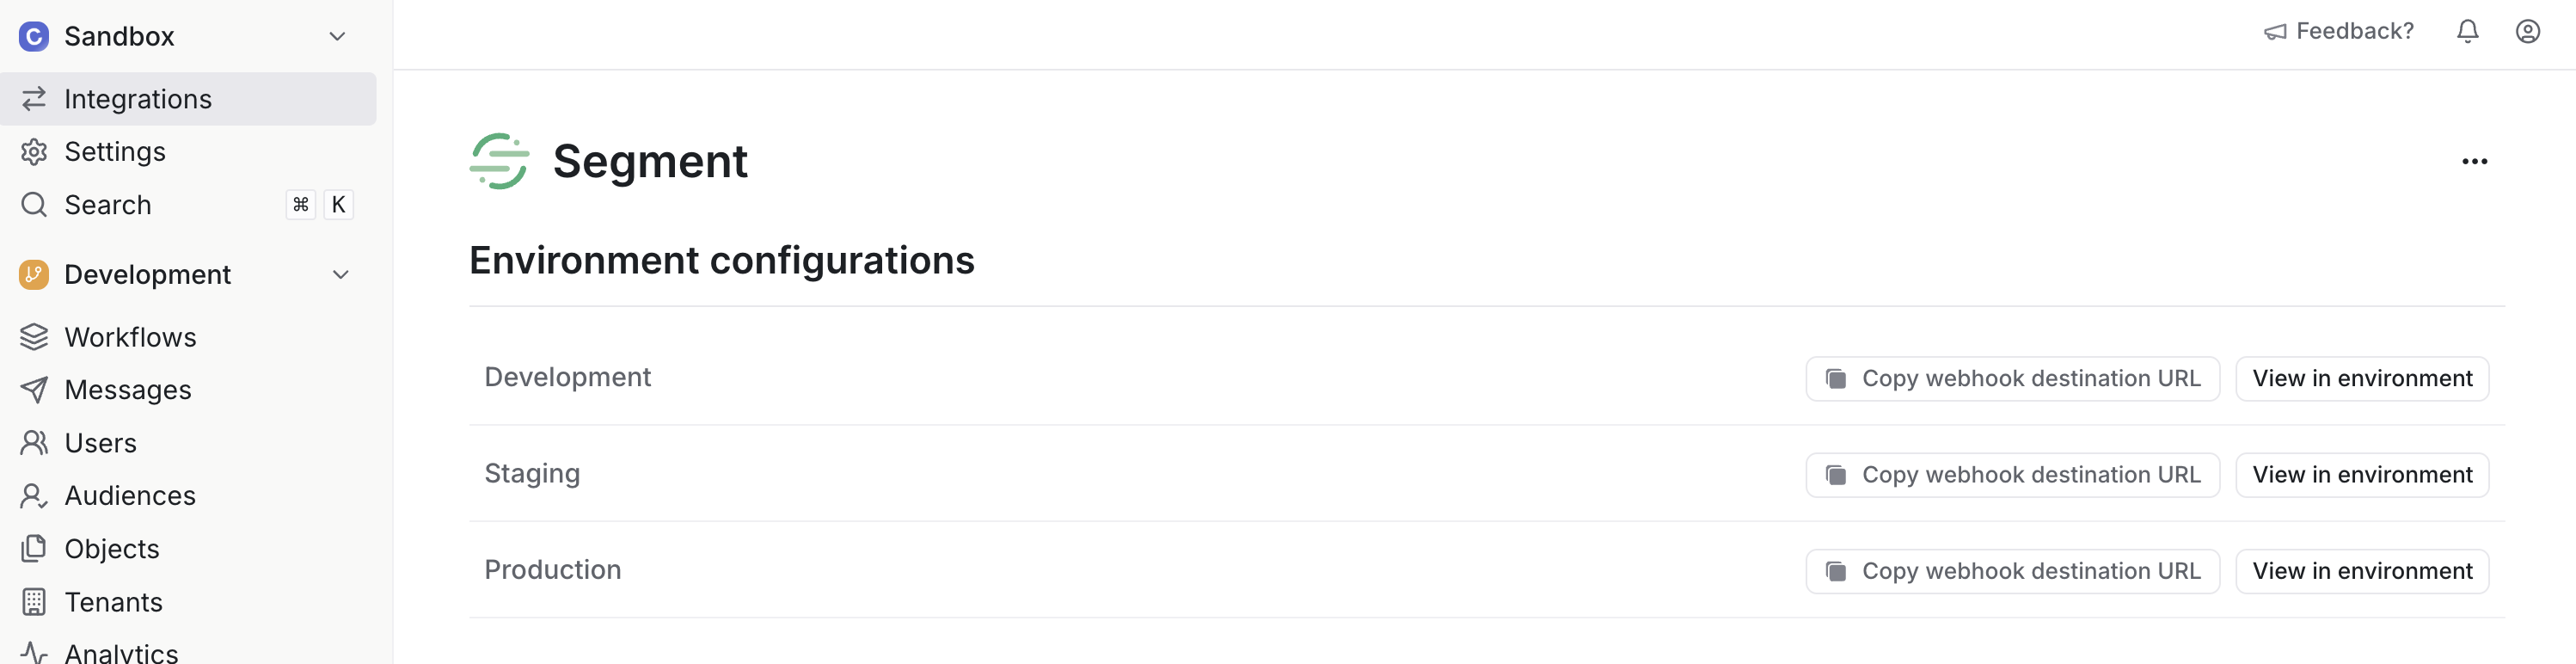 C Sandbox
Integrations
Settings
Search ⌘ K
Development
Workflows
Messages
Users
Audiences
Objects
Tenants
Analytics
Feedback?
Segment
Environment configurations
Development Copy webhook destination URL View in environment
Staging Copy webhook destination URL View in environment
Production Copy webhook destination URL View in environment